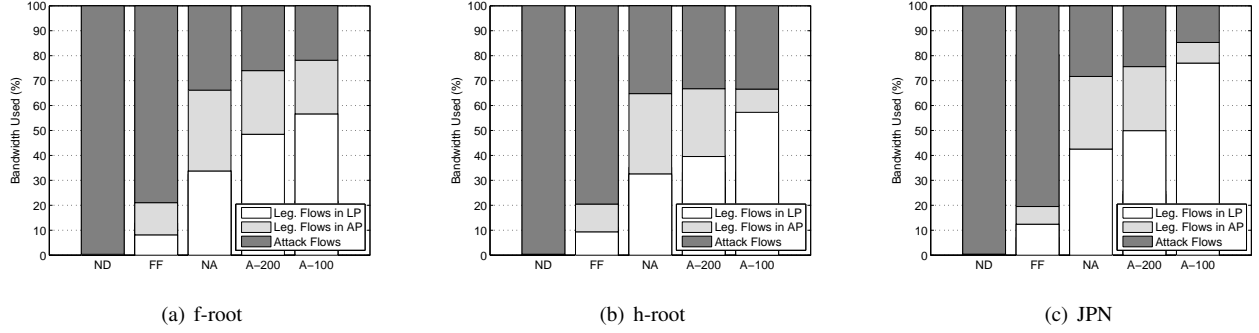 100
90
80
70
60
50
40
30
20
10
0
Bandwidth Used (%)
ND FF NA A−200 A−100
Leg. Flows in LP
Leg. Flows in AP
Attack Flows
(a) f-root
100
90
80
70
60
50
40
30
20
10
0
Bandwidth Used (%)
ND FF NA A−200 A−100
Leg. Flows in LP
Leg. Flows in AP
Attack Flows
(b) h-root
100
90
80
70
60
50
40
30
20
10
0
Bandwidth Used (%)
ND FF NA A−200 A−100
Leg. Flows in LP
Leg. Flows in AP
Attack Flows
(c) JPN